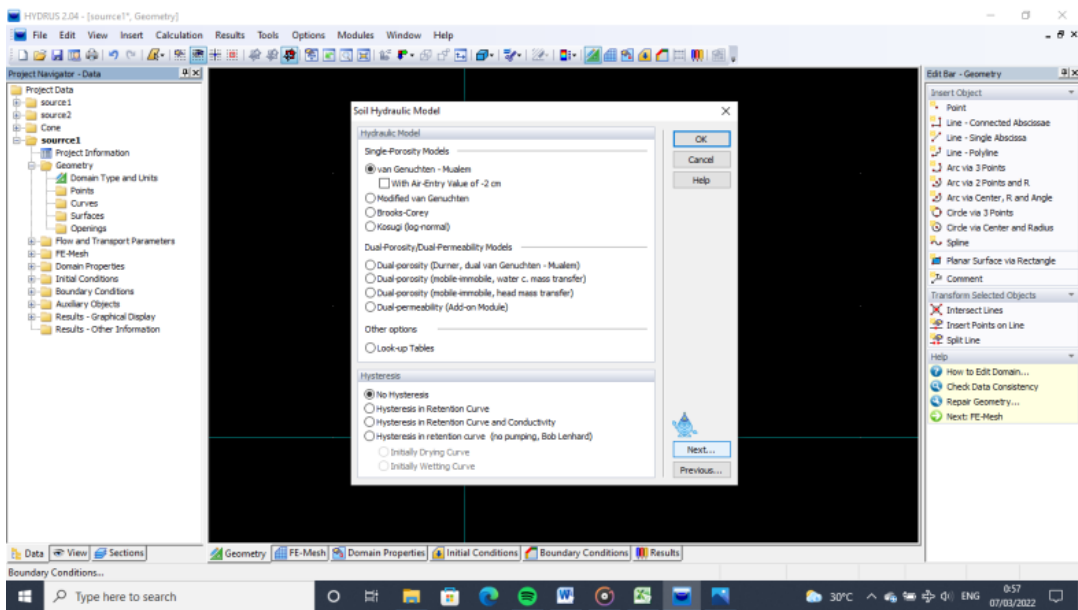 HYDRUS 2.04 - [sourrce1*, Geometry]
File Edit View Insert Calculation Results Tools Options Modules Window Help
Project Navigator - Data
Project Data
source1
source2
Cone
sourrce1
Project Information
Geometry
Domain Type and Units
Points
Curves
Surfaces
Openings
Flow and Transport Parameters
FE-Mesh
Domain Properties
Initial Conditions
Boundary Conditions
Auxiliary Objects
Results - Graphical Display
Results - Other Information
Data View Sections
Soil Hydraulic Model
Hydraulic Model
Single-Porosity Models
van Genuchten - Mualem
With Air-Entry Value of -2 cm
Modified van Genuchten
Brooks-Corey
Kosugi (log-normal)
Dual-Porosity/Dual-Permeability Models
Dual-porosity (Durner, dual van Genuchten - Mualem)
Dual-porosity (mobile-immobile, water c. mass transfer)
Dual-porosity (mobile-immobile, head mass transfer)
Dual-permeability (Add-on Module)
Other options
Look-up Tables
Hysteresis
No Hysteresis
Hysteresis in Retention Curve
Hysteresis in Retention Curve and Conductivity
Hysteresis in retention curve (no pumping, Bob Lenhard)
Initially Drying Curve
Initially Wetting Curve
OK
Cancel
Help
Next...
Previous...
Edit Bar - Geometry
Insert Object
Point
Line - Connected Abscissae
Line - Single Abscissa
Line - Polyline
Arc via 3 Points
Arc via 2 Points and R
Arc via Center, R and Angle
Circle via 3 Points
Circle via Center and Radius
Spline
Planar Surface via Rectangle
Comment
Transform Selected Objects
Intersect Lines
Insert Points on Line
Split Line
Help
How to Edit Domain...
Check Data Consistency
Repair Geometry...
Next: FE-Mesh
Geometry FE-Mesh Domain Properties Initial Conditions Boundary Conditions Results
Boundary Conditions...
Type here to search
30°C ENG 0:57
07/03/2022